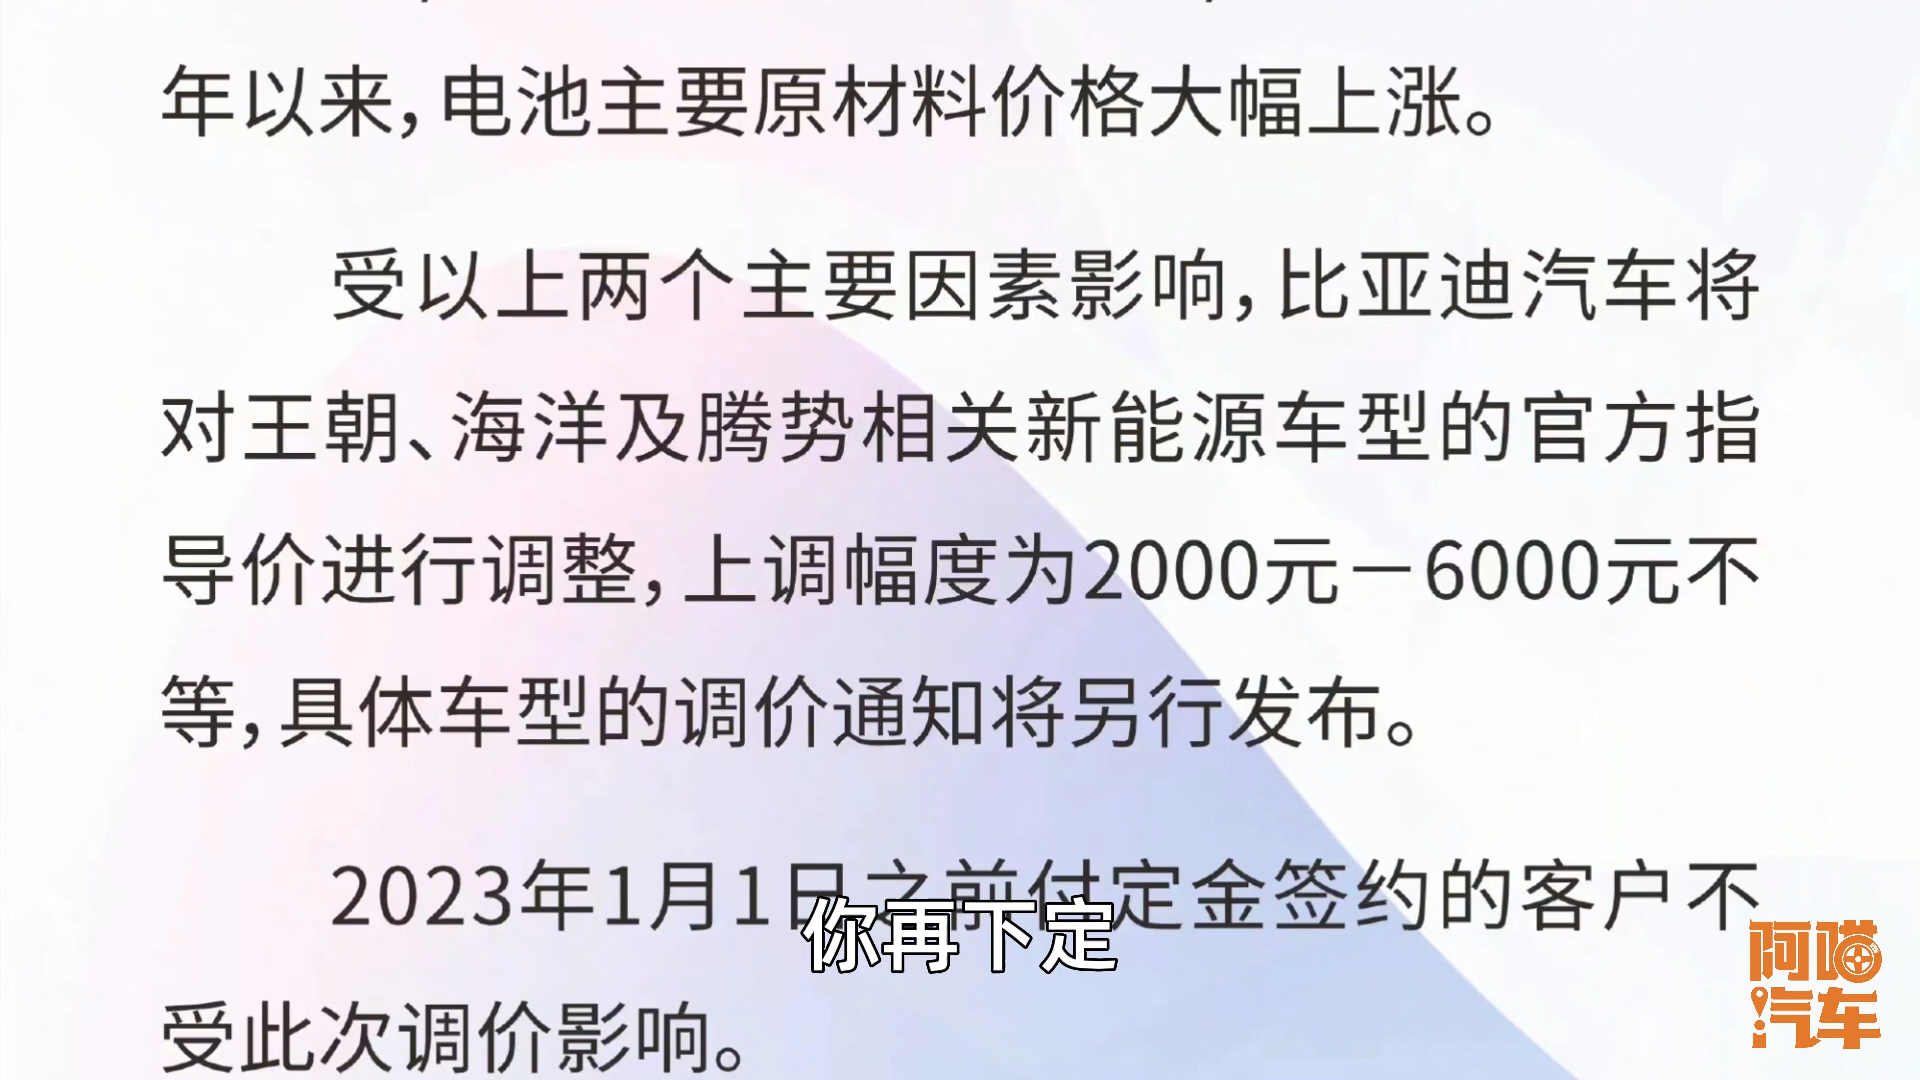 年以来，电池主要原材料价格大幅上涨。
受以上两个主要因素影响，比亚迪汽车将
对王朝、海洋及腾势相关新能源车型的官方指
导价进行调整，上调幅度为2000元－6000元不
等，具体车型的调价通知将另行发布。
2023年1月1日之前付定金签约的客户不
你再下定
受此次调价影响。
阿喵
汽车